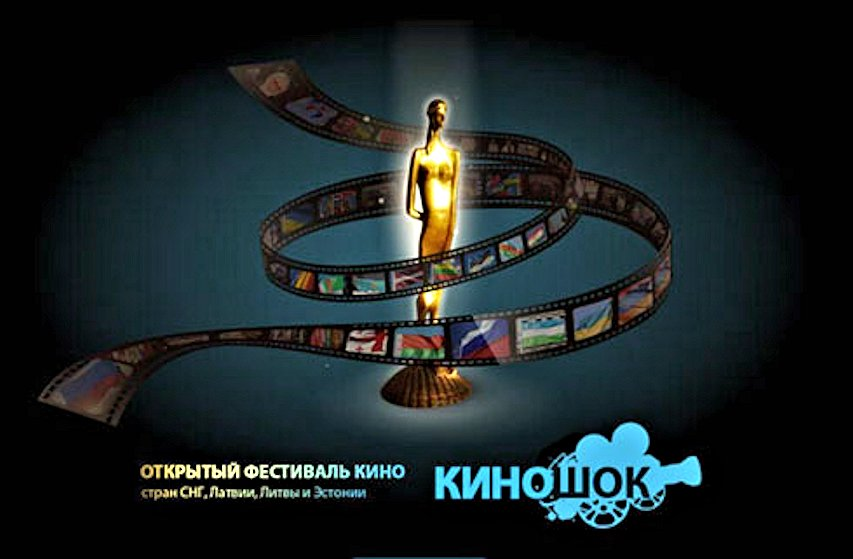 ОТКРЫТЫЙ ФЕСТИВАЛЬ КИНО
стран СНГ, Латвии, Литвы и Эстонии
КИНОШОК